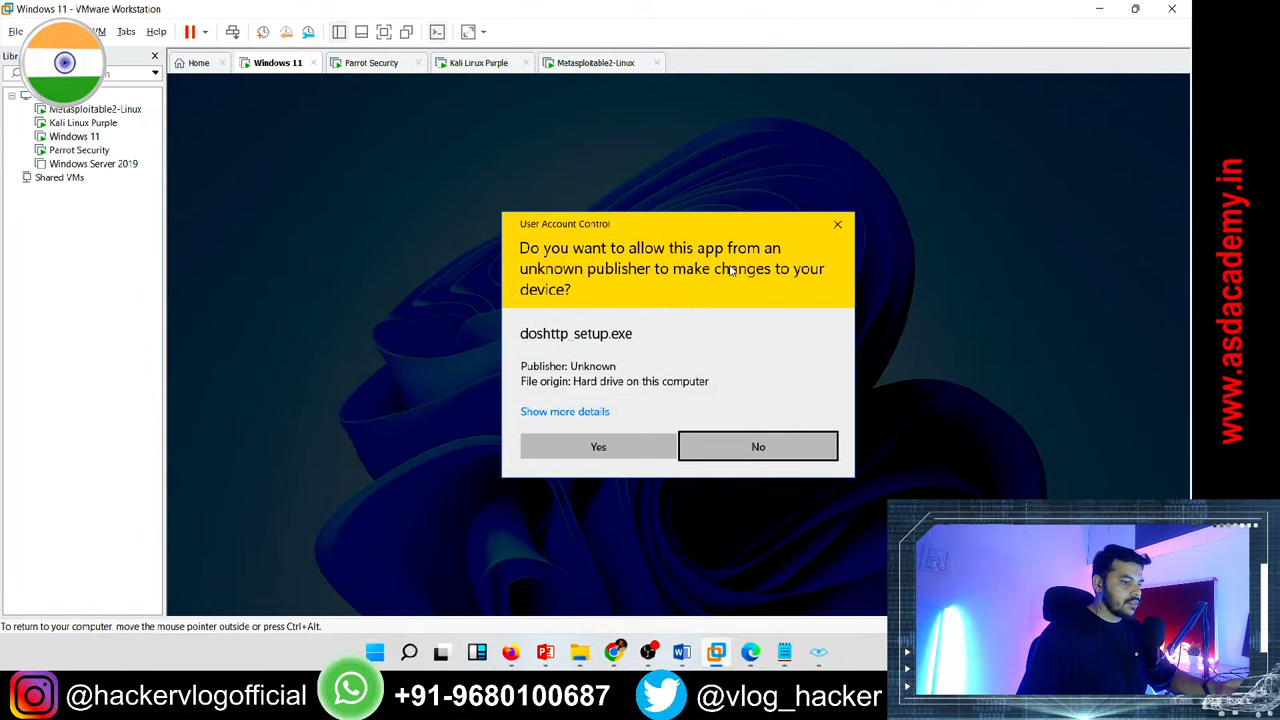 Windows 11 - VMware Workstation
File
VM
Tabs
Help
Home
Windows 11
Parrot Security
Kali Linux Purple
Metasploitable2-Linux
Metasploitable2-Linux
Kali Linux Purple
Windows 11
Parrot Security
Windows Server 2019
Shared VMs
User Account Control
Do you want to allow this app from an
unknown publisher to make changes to your
device?
doshttp_setup.exe
Publisher: Unknown
File origin: Hard drive on this computer
Show more details
Yes
No
To return to your computer, move the mouse pointer outside or press Ctrl+Alt.
www.asdacademy.in
@hackervlogofficial
+91-9680100687
@vlog_hacker